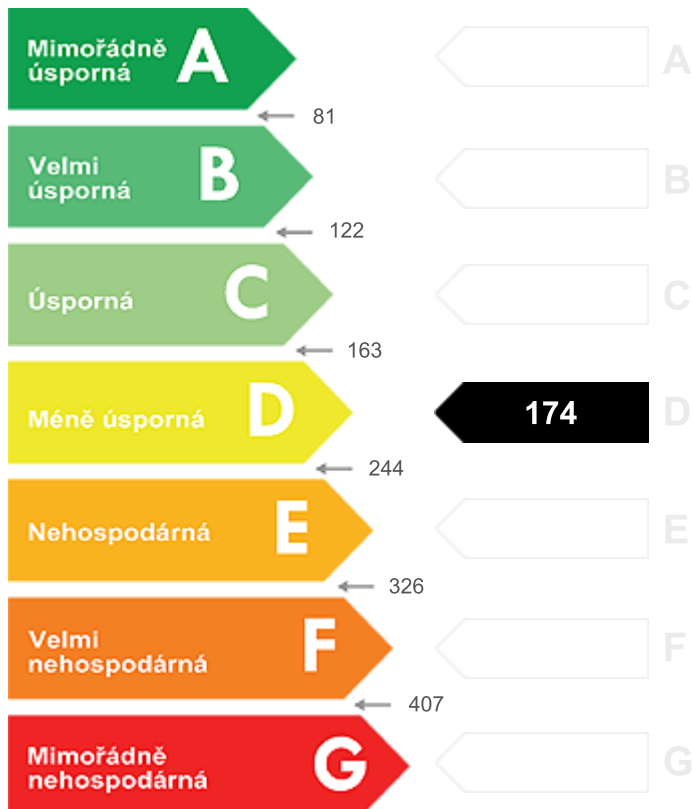 Mimořádně
úsporná
A
A
81
Velmi
úsporná
B
B
122
Úsporná
C
C
163
Méně úsporná
D
174
D
244
Nehospodárná
E
E
326
Velmi
nehospodárná
F
F
407
Mimořádně
nehospodárná
G
G